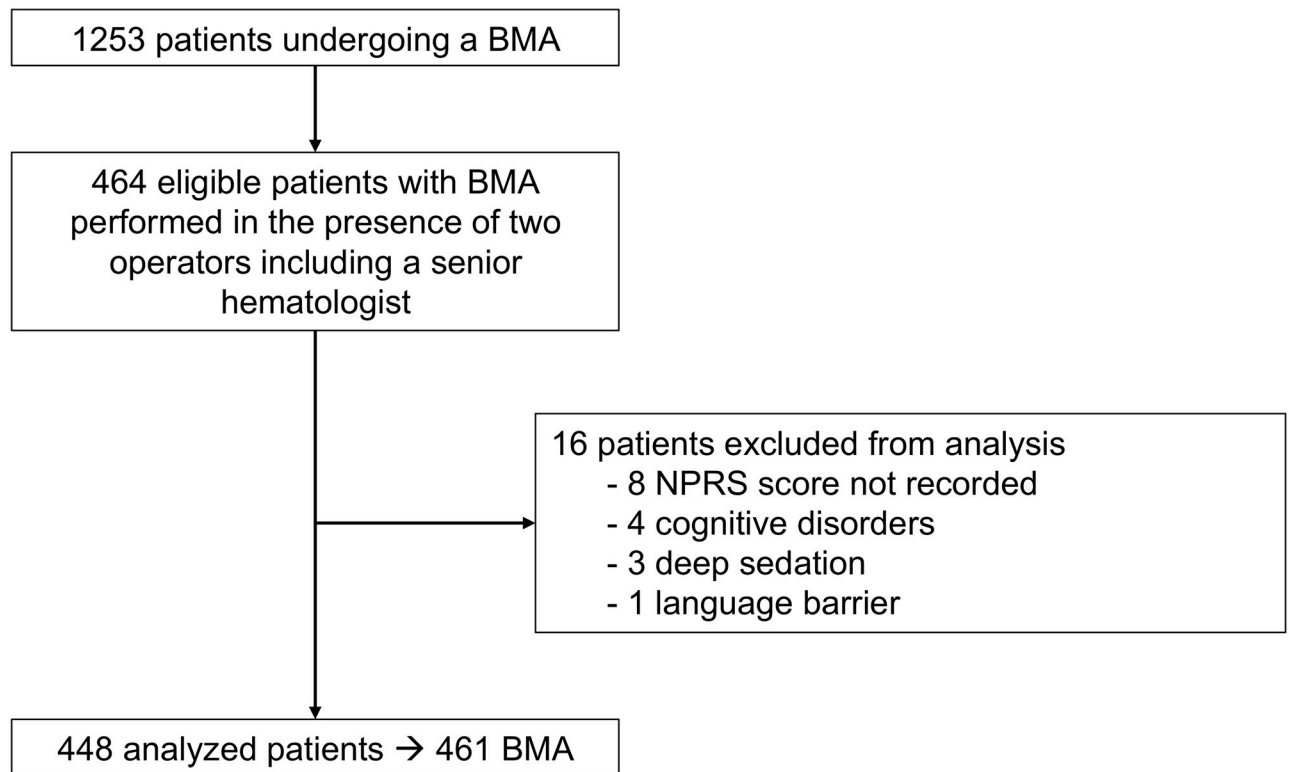 1253 patients undergoing a BMA
464 eligible patients with BMA
performed in the presence of two
operators including a senior
hematologist
16 patients excluded from analysis
- 8 NPRS score not recorded
- 4 cognitive disorders
- 3 deep sedation
- 1 language barrier
448 analyzed patients → 461 BMA